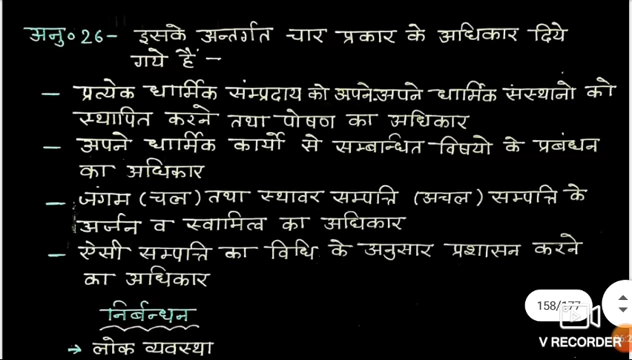 अनु० 26 - इसके अन्तर्गत चार प्रकार के अधिकार दिये
गये हैं -
- प्रत्येक धार्मिक संम्प्रदाय को अपने-अपने धार्मिक संस्थानो को
स्थापित करने तथा पोषण का अधिकार
- अपने धार्मिक कार्यो से सम्बान्धित विषयो के प्रबंधन
का अधिकार
- जंगम (चल) तथा स्थावर सम्पत्ति (अचल) सम्पत्ति के
अर्जन व स्वामित्व का अधिकार
- ऐसी सम्पत्ति का विधि के अनुसार प्रशासन करने
का अधिकार
निर्बन्धन
→ लोक व्यवस्था
158/177
V RECORDER